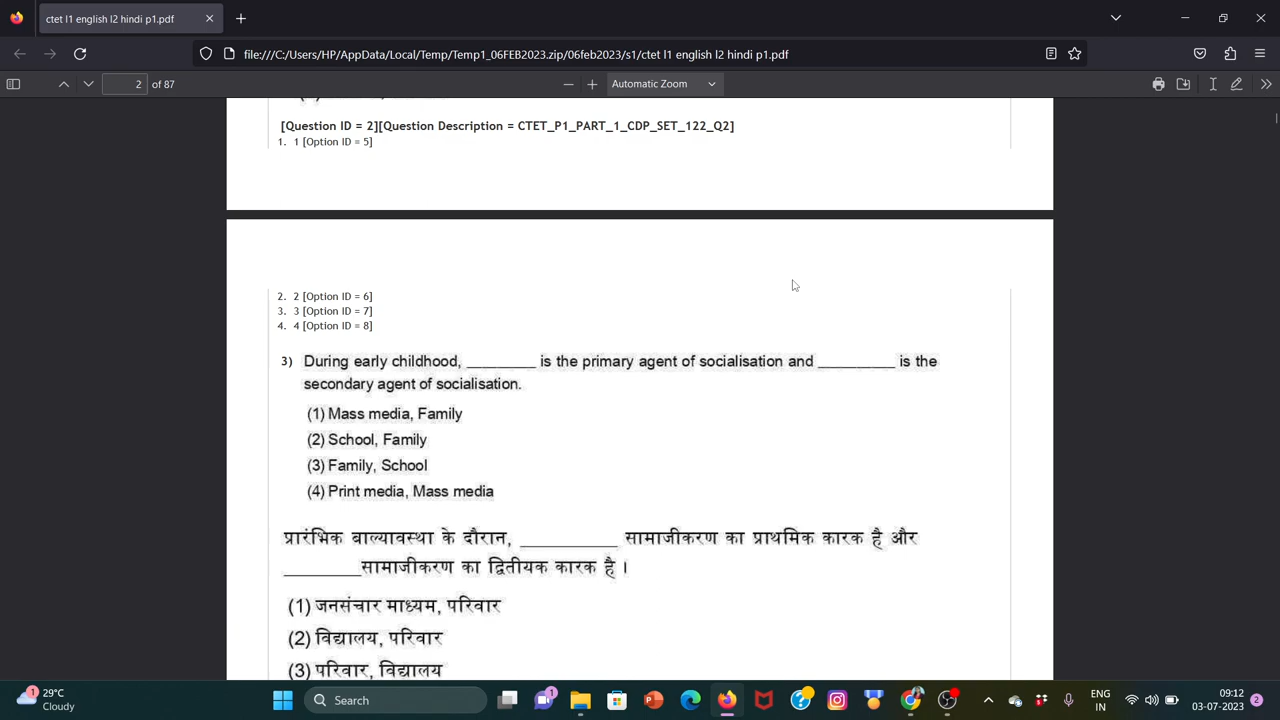 ctet l1 english l2 hindi p1.pdf
file:///C:/Users/HP/AppData/Local/Temp/Temp1_06FEB2023.zip/06feb2023/s1/ctet l1 english l2 hindi p1.pdf
2 of 87
Automatic Zoom
[Question ID = 2][Question Description = CTET_P1_PART_1_CDP_SET_122_Q2]
1. 1 [Option ID = 5]
2. 2 [Option ID = 6]
3. 3 [Option ID = 7]
4. 4 [Option ID = 8]
3) During early childhood, ________ is the primary agent of socialisation and _________ is the
secondary agent of socialisation.
(1) Mass media, Family
(2) School, Family
(3) Family, School
(4) Print media, Mass media
प्रारंभिक बाल्यावस्था के दौरान, __________ सामाजीकरण का प्राथमिक कारक है और
________सामाजीकरण का द्वितीयक कारक है ।
(1) जनसंचार माध्यम, परिवार
(2) विद्यालय, परिवार
(3) परिवार, विद्यालय
1
29°C
Cloudy
Search
1
ENG
IN
09:12
03-07-2023
2